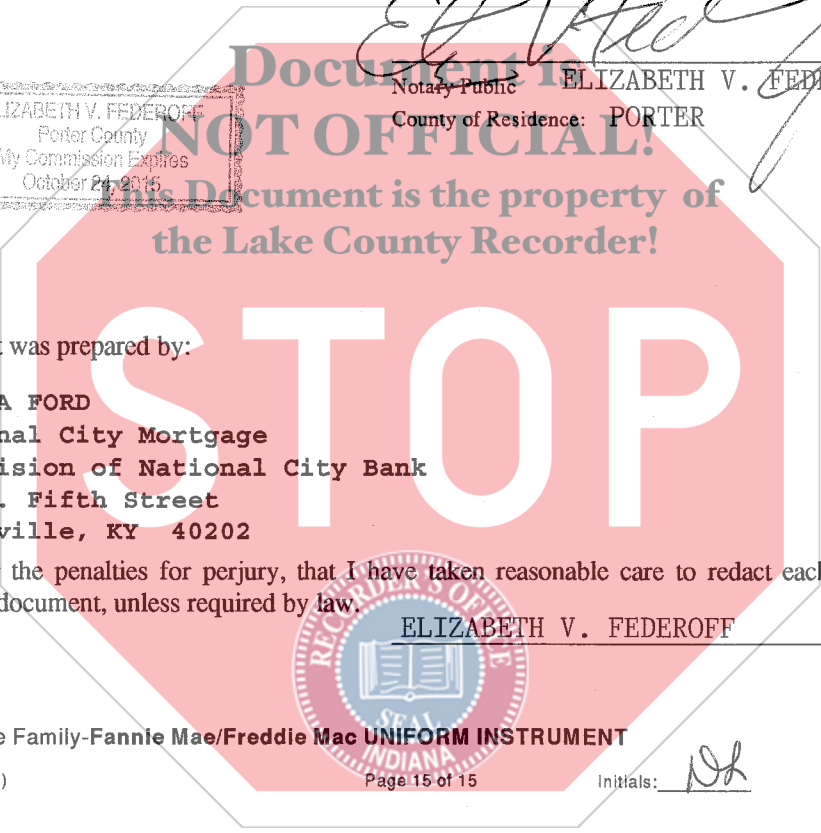 Document is
Notary Public ELIZABETH V. FEDE
LIZABETH V. FEDEROFF
Porter County
My Commission Expires
October 24, 2015
NOT OFFICIAL!
County of Residence: PORTER
This Document is the property of
the Lake County Recorder!
STOP
t was prepared by:
A FORD
nal City Mortgage
ision of National City Bank
. Fifth Street
ville, KY 40202
the penalties for perjury, that I have taken reasonable care to redact each
document, unless required by law.
ELIZABETH V. FEDEROFF
RECORDER'S OFFICE
SEAL
INDIANA
e Family-Fannie Mae/Freddie Mac UNIFORM INSTRUMENT
) Page 15 of 15 Initials: